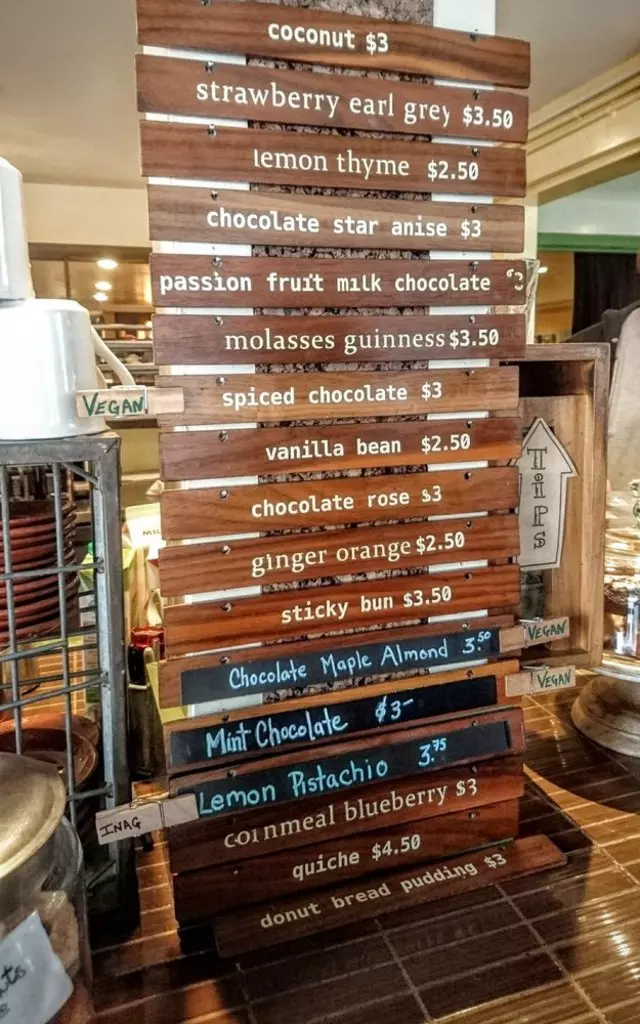 coconut $3
strawberry earl grey $3.50
lemon thyme $2.50
chocolate star anise $3
passion fruit milk chocolate $3
molasses guinness $3.50
spiced chocolate $3
VEGAN
vanilla bean $2.50
chocolate rose $3
TiPS
ginger orange $2.50
sticky bun $3.50
VEGAN
Chocolate Maple Almond 3.50
VEGAN
Mint Chocolate $3-
Lemon Pistachio 3.75
INAG
cornmeal blueberry $3
quiche $4.50
donut bread pudding $3